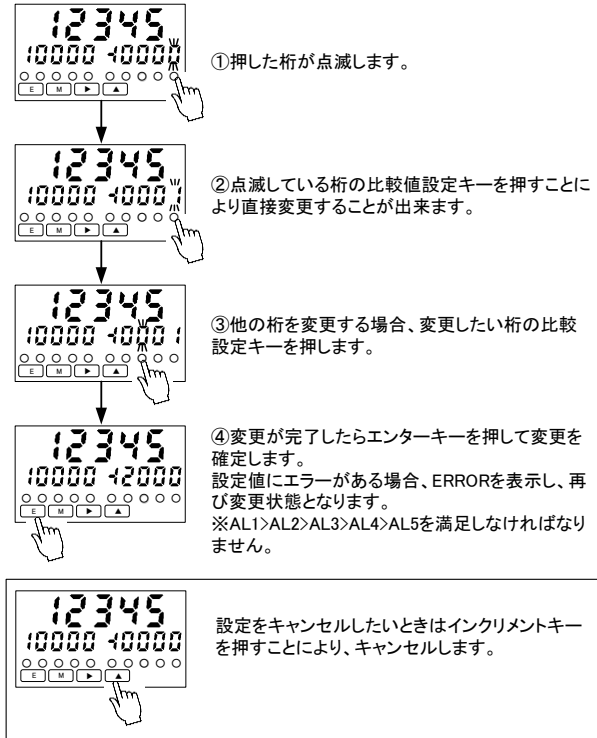 12345
10000 -10000
E M ▶ ▲
①押した桁が点滅します。
12345
10000 -10001
E M ▶ ▲
②点滅している桁の比較値設定キーを押すことに
より直接変更することが出来ます。
12345
10000 -10001
E M ▶ ▲
③他の桁を変更する場合、変更したい桁の比較
設定キーを押します。
12345
10000 -12000
E M ▶ ▲
④変更が完了したらエンターキーを押して変更を
確定します。
設定値にエラーがある場合、ERRORを表示し、再
び変更状態となります。
※AL1>AL2>AL3>AL4>AL5を満足しなければなり
ません。
12345
10000 -10000
E M ▶ ▲
設定をキャンセルしたいときはインクリメントキー
を押すことにより、キャンセルします。